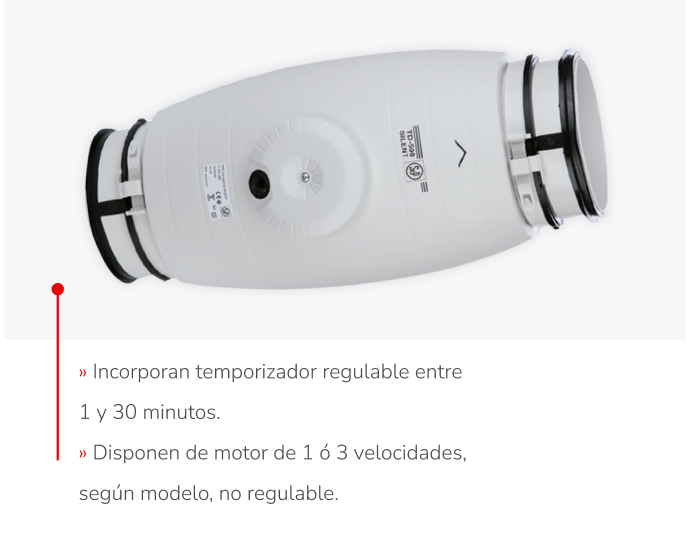 TD-500
SILENT
S&P
» Incorporan temporizador regulable entre
1 y 30 minutos.
» Disponen de motor de 1 ó 3 velocidades,
según modelo, no regulable.